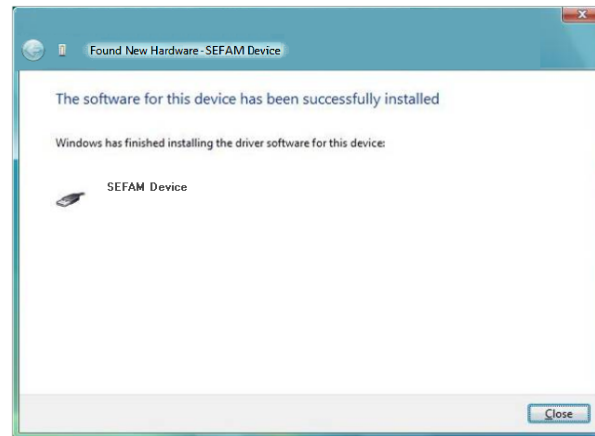 Found New Hardware - SEFAM Device
The software for this device has been successfully installed
Windows has finished installing the driver software for this device:
SEFAM Device
Close